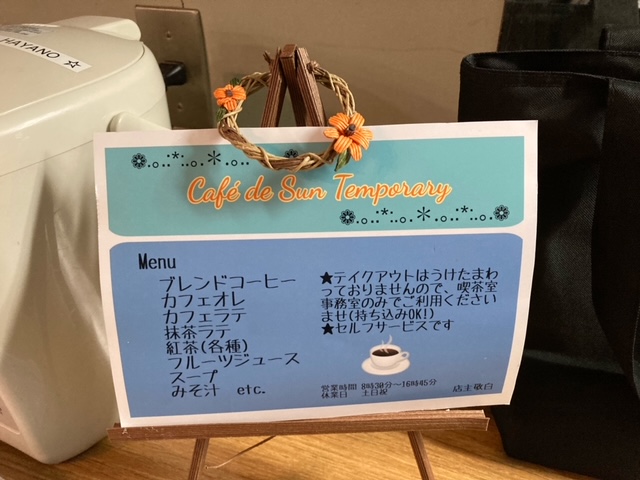 HAYANO ☆
Café de Sun Temporary
Menu
ブレンドコーヒー
カフェオレ
カフェラテ
抹茶ラテ
紅茶(各種)
フルーツジュース
スープ
みそ汁 etc.
★テイクアウトはうけたまわ
っておりませんので、喫茶室
事務室のみでご利用ください
ませ(持ち込みOK!)
★セルフサービスです
営業時間 8時30分〜16時45分
休業日 土日祝
店主敬白